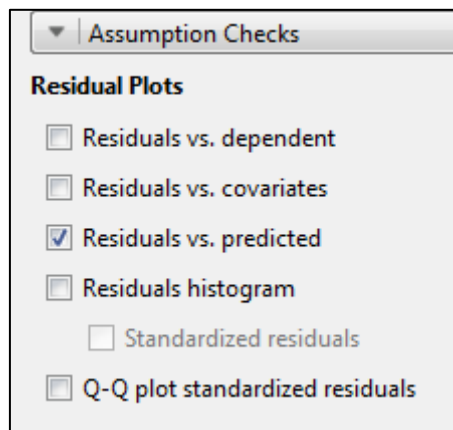 Assumption Checks
Residual Plots
Residuals vs. dependent
Residuals vs. covariates
Residuals vs. predicted
Residuals histogram
Standardized residuals
Q-Q plot standardized residuals